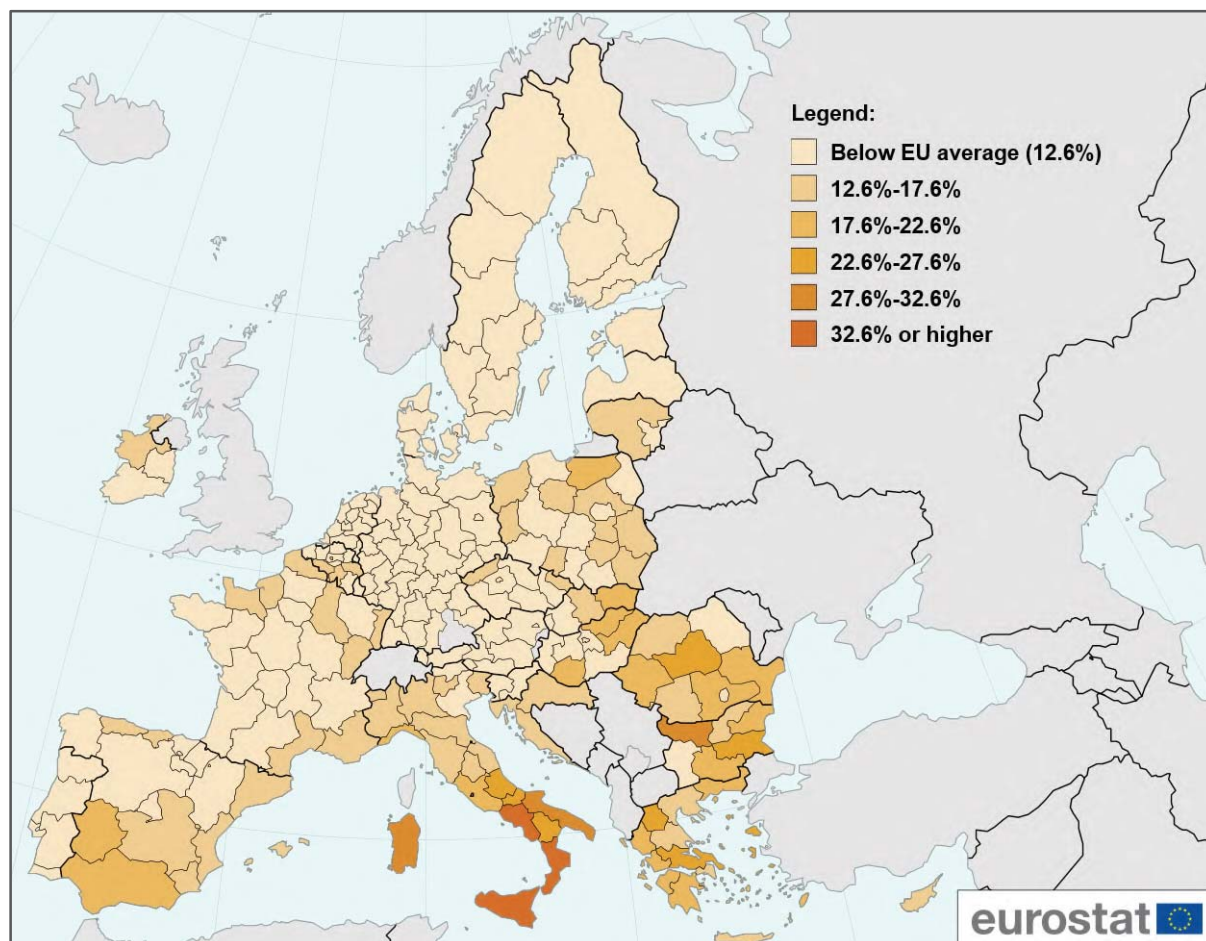 Legend:
Below EU average (12.6%)
12.6%-17.6%
17.6%-22.6%
22.6%-27.6%
27.6%-32.6%
32.6% or higher
eurostat